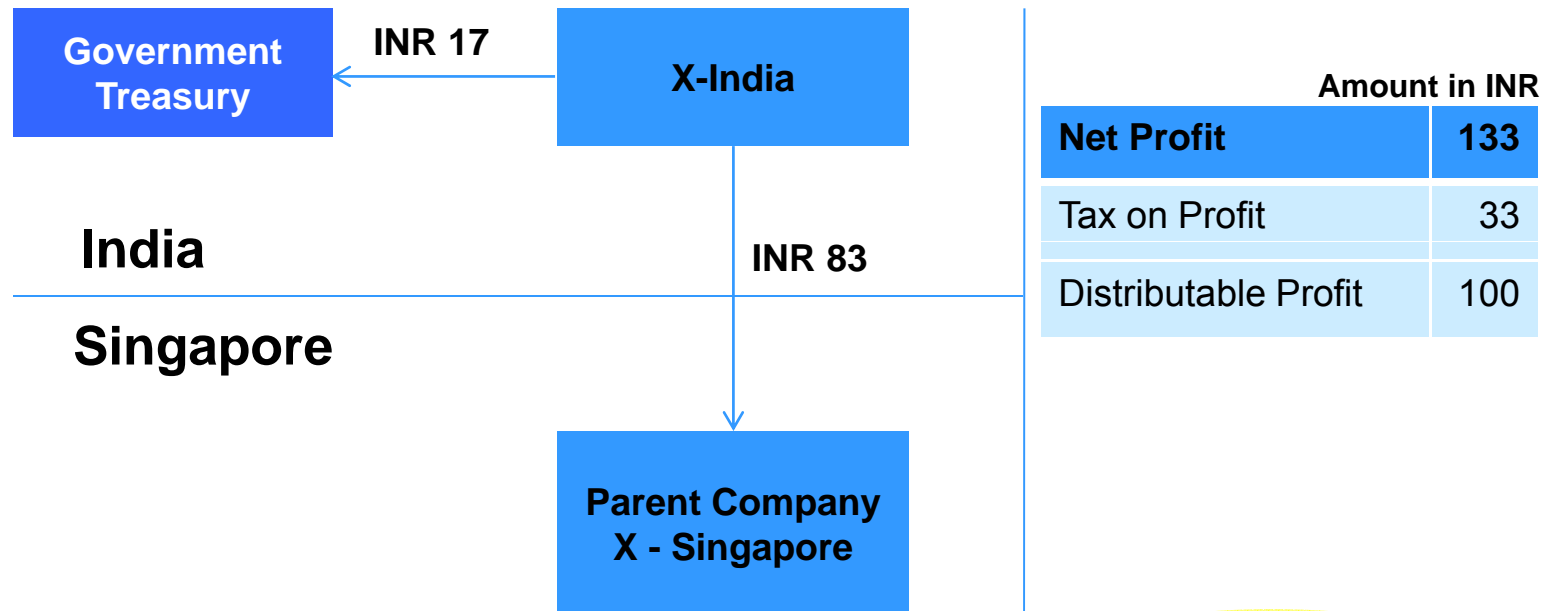 Government
Treasury
INR 17
X-India
India
INR 83
Singapore
Parent Company
X - Singapore
Amount in INR
Net Profit 133
Tax on Profit 33
Distributable Profit 100